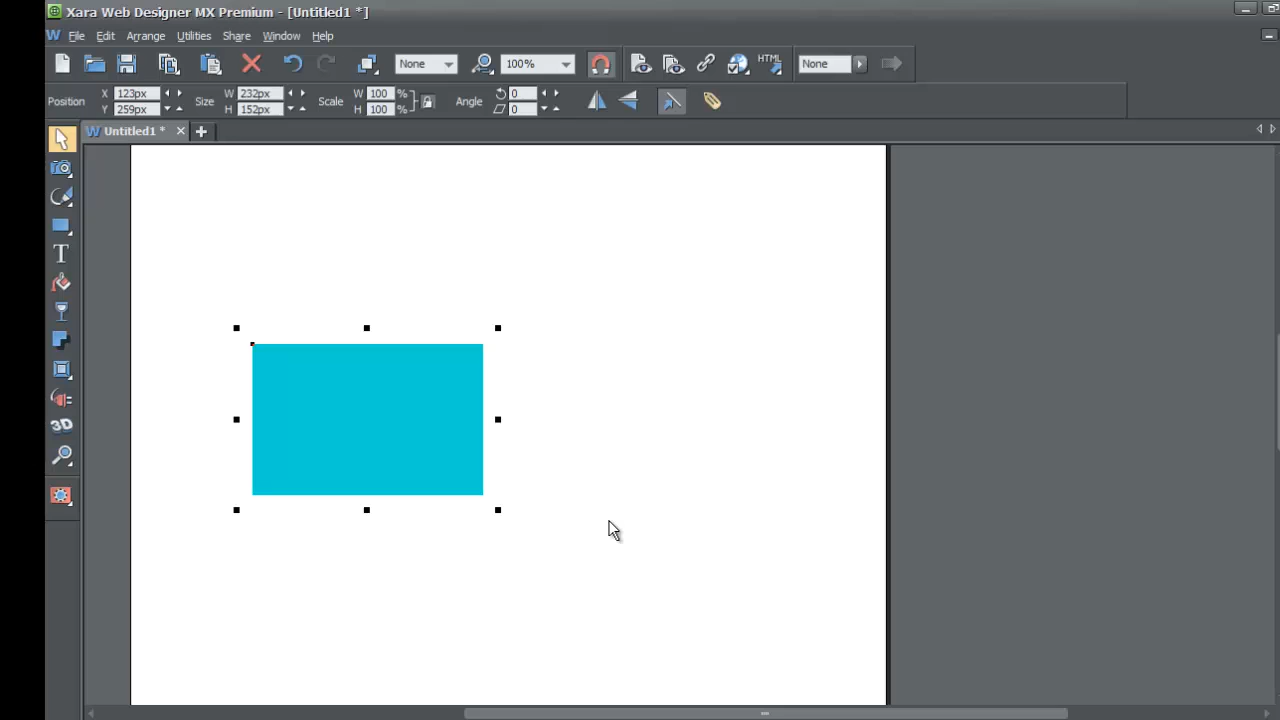 Xara Web Designer MX Premium - [Untitled1 *]
W File Edit Arrange Utilities Share Window Help
None 100% HTML None
Position X 123px Size W 232px Scale W 100 % Angle 0
Y 259px H 152px H 100 % 0
W Untitled1 *
T
3D